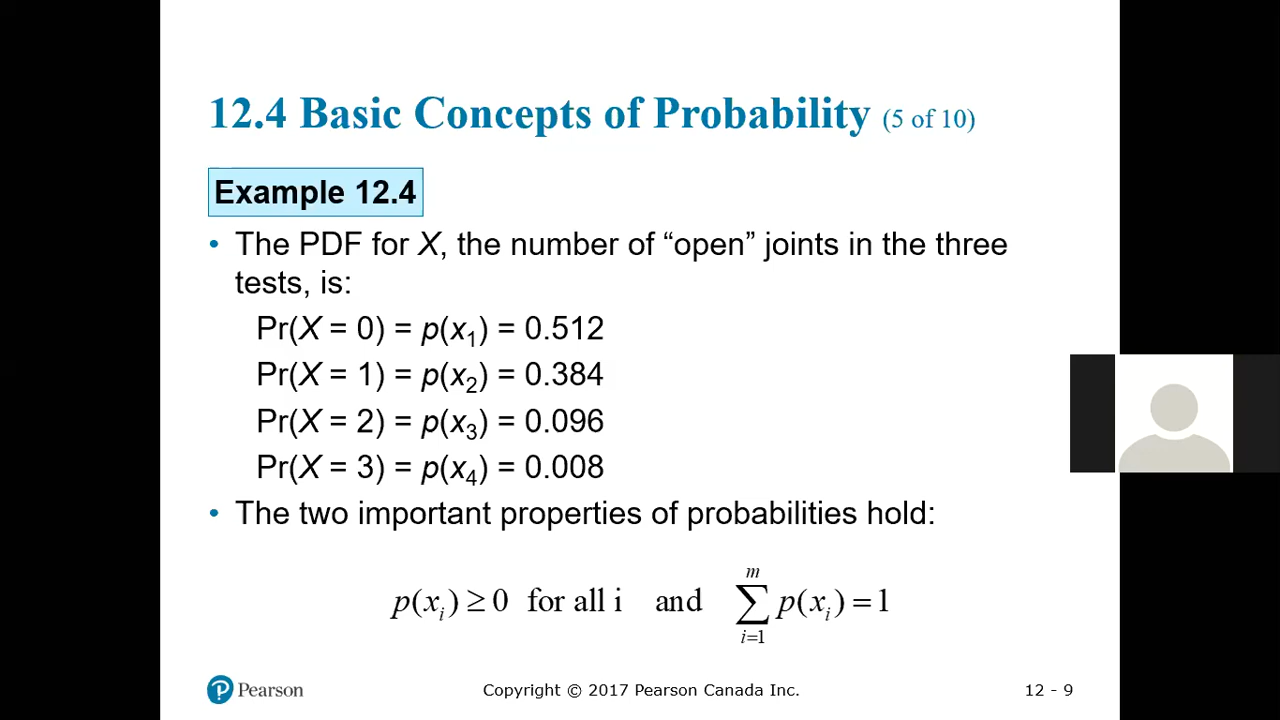 12.4 Basic Concepts of Probability (5 of 10)
Example 12.4
• The PDF for X, the number of “open” joints in the three
tests, is:
Pr(X = 0) = p(x₁) = 0.512
Pr(X = 1) = p(x₂) = 0.384
Pr(X = 2) = p(x₃) = 0.096
Pr(X = 3) = p(x₄) = 0.008
• The two important properties of probabilities hold:
p(xᵢ) ≥ 0 for all i and ∑ᵢ₌₁ᵐ p(xᵢ) = 1
Pearson Copyright © 2017 Pearson Canada Inc. 12 - 9